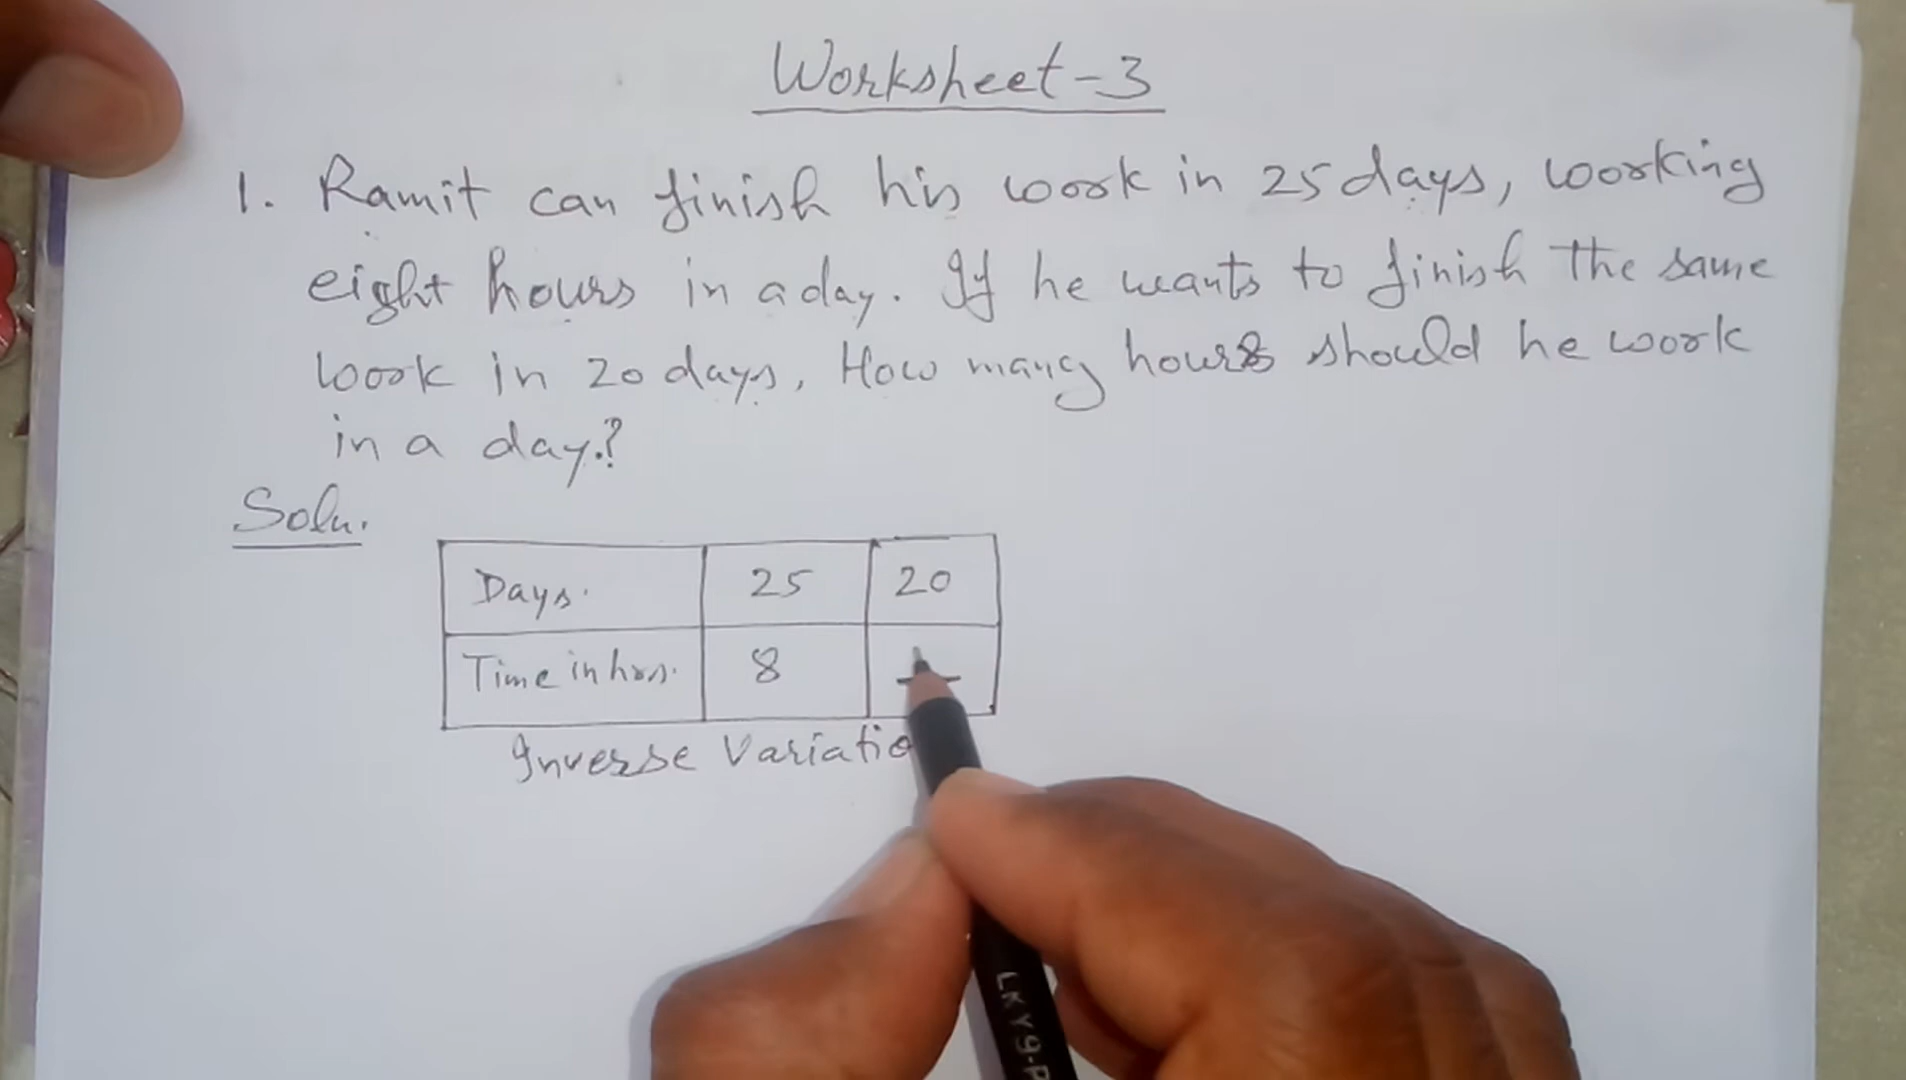 Worksheet-3
1. Ramit can finish his work in 25 days, working
eight hours in a day. If he wants to finish the same
work in 20 days, How many hours should he work
in a day.?
Soln.
Days. 25 20
Time in hrs. 8
Inverse Variatio
LKY9.P